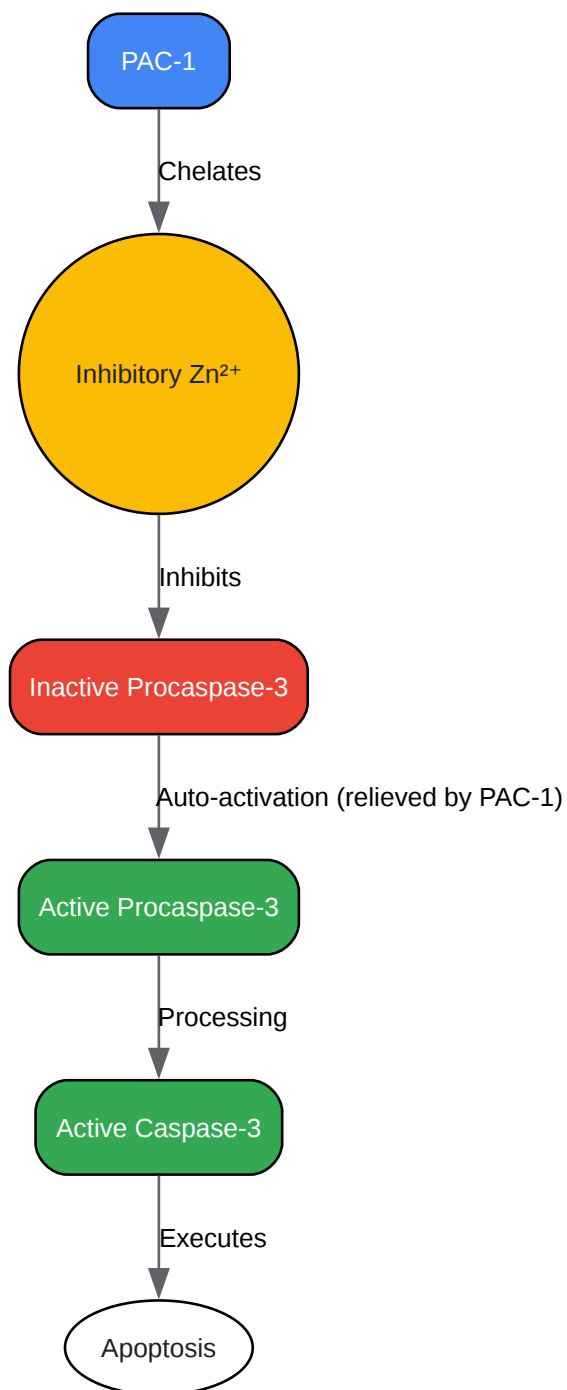 PAC-1
Chelates
Inhibitory Zn²⁺
Inhibits
Inactive Procaspase-3
Auto-activation (relieved by PAC-1)
Active Procaspase-3
Processing
Active Caspase-3
Executes
Apoptosis